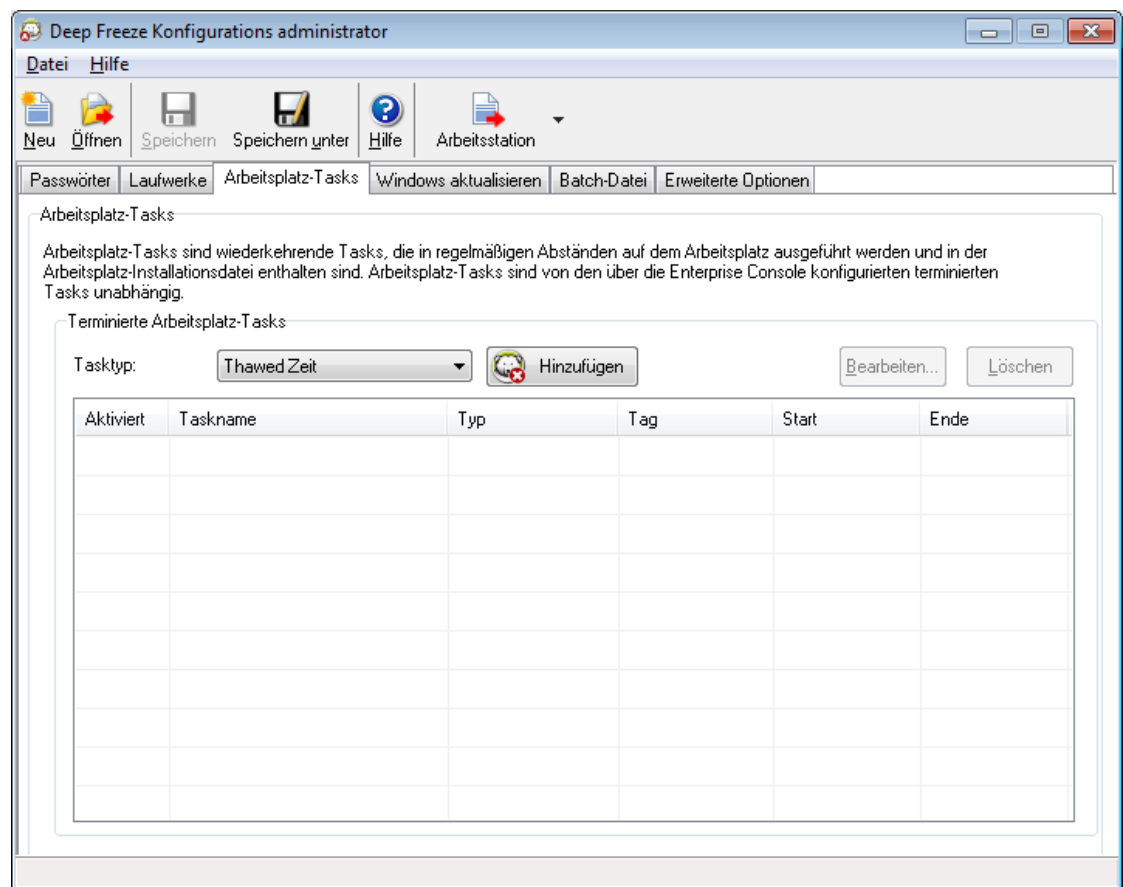 Deep Freeze Konfigurations administrator
Datei Hilfe
Neu Öffnen Speichern Speichern unter Hilfe Arbeitsstation
Passwörter Laufwerke Arbeitsplatz-Tasks Windows aktualisieren Batch-Datei Erweiterte Optionen
Arbeitsplatz-Tasks
Arbeitsplatz-Tasks sind wiederkehrende Tasks, die in regelmäßigen Abständen auf dem Arbeitsplatz ausgeführt werden und in der
Arbeitsplatz-Installationsdatei enthalten sind. Arbeitsplatz-Tasks sind von den über die Enterprise Console konfigurierten terminierten
Tasks unabhängig.
Terminierte Arbeitsplatz-Tasks
Tasktyp: Thawed Zeit Hinzufügen Bearbeiten... Löschen
Aktiviert Taskname Typ Tag Start Ende